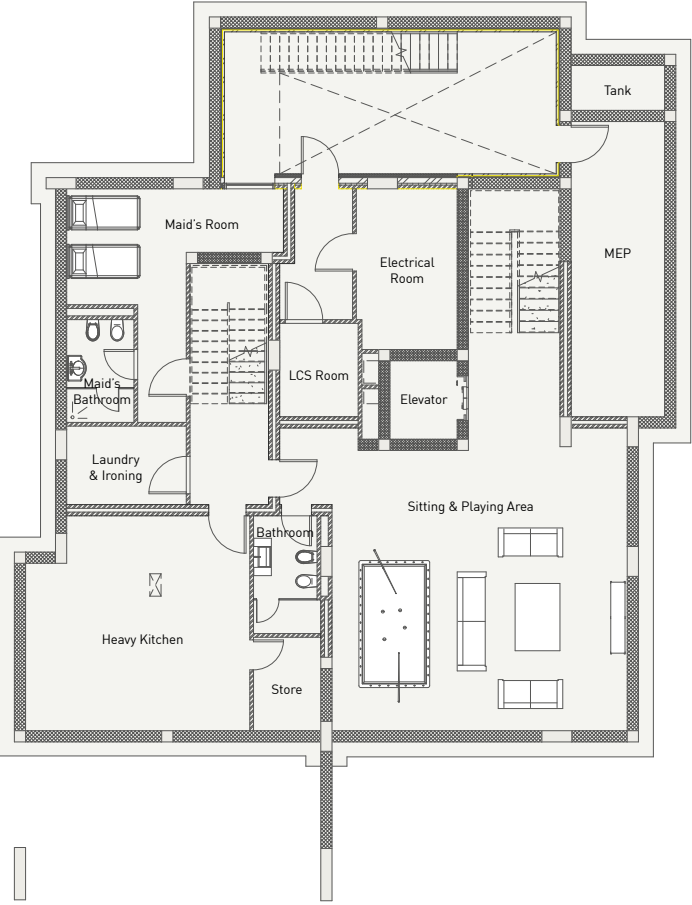 Tank
Maid's Room
MEP
Electrical
Room
LCS Room
Maid's
Bathroom
Elevator
Laundry
& Ironing
Sitting & Playing Area
Bathroom
Heavy Kitchen
Store